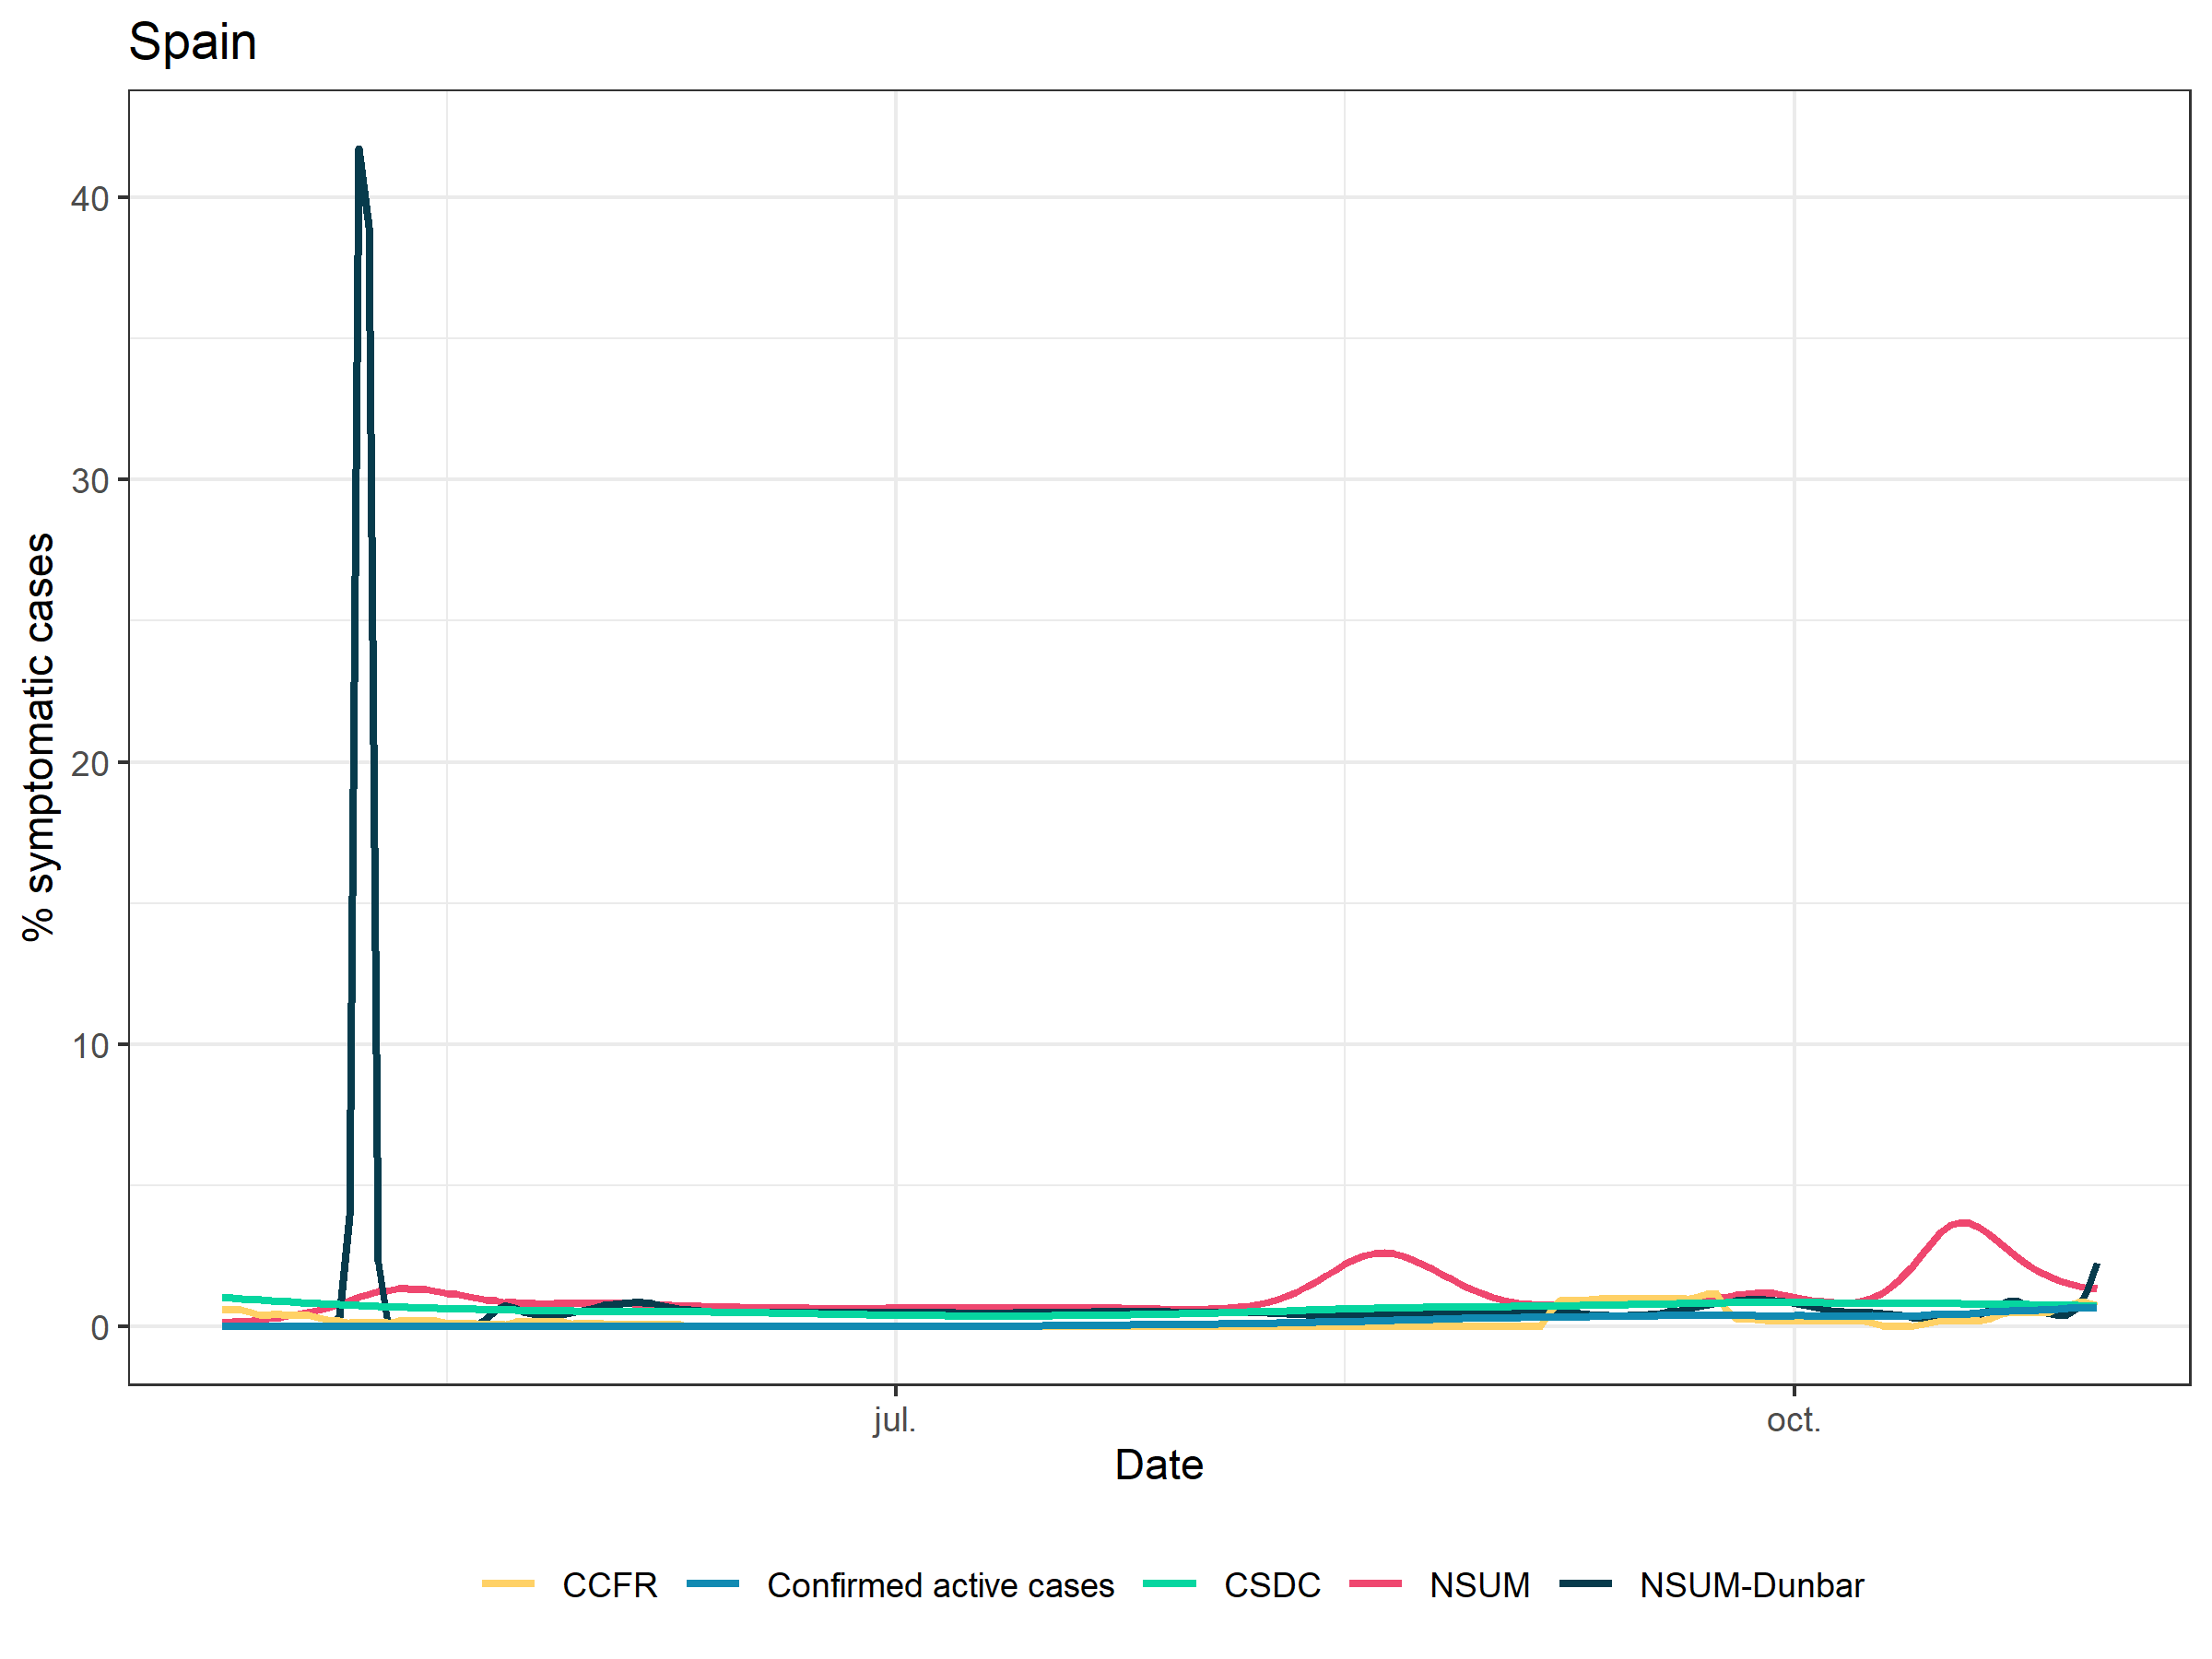 Spain
% symptomatic cases
40
30
20
10
0
jul.
oct.
Date
CCFR
Confirmed active cases
CSDC
NSUM
NSUM-Dunbar